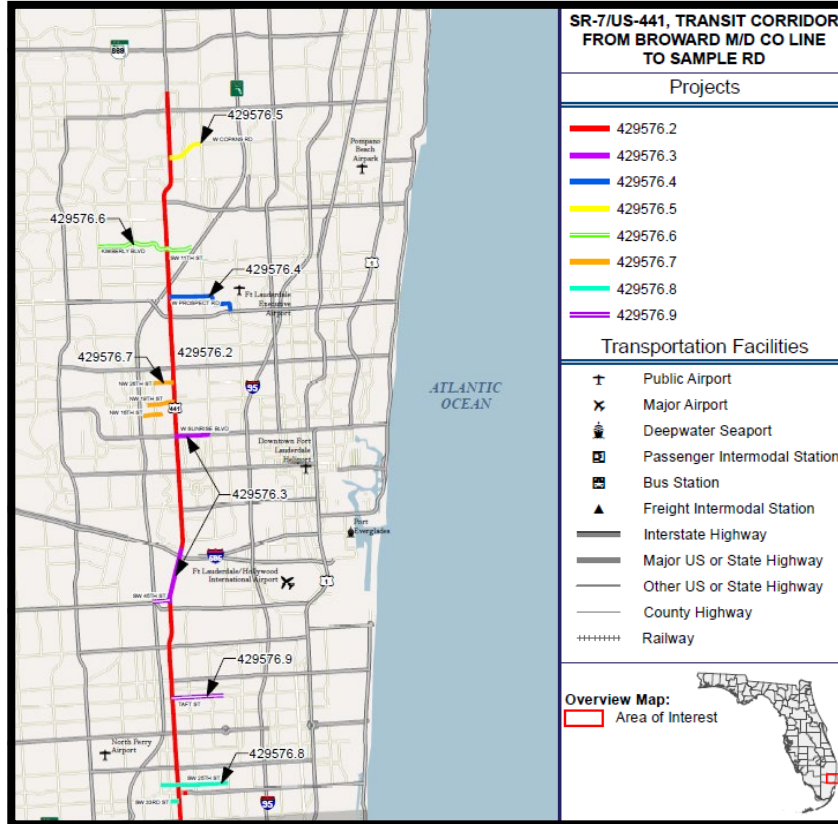 SR-7/US-441, TRANSIT CORRIDOR
FROM BROWARD M/D CO LINE
TO SAMPLE RD
Projects
429576.2
429576.3
429576.4
429576.5
429576.6
429576.7
429576.8
429576.9
Transportation Facilities
Public Airport
Major Airport
Deepwater Seaport
Passenger Intermodal Station
Bus Station
Freight Intermodal Station
Interstate Highway
Major US or State Highway
Other US or State Highway
County Highway
Railway
Overview Map:
Area of Interest
869
429576.5
W COPANS RD
Pompano
Beach
Airpark
429576.6
KIMBERLY BLVD
SW 11TH ST
1
429576.4
W PROSPECT RD
Ft Lauderdale
Executive
Airport
429576.7
429576.2
NW 26TH ST
NW 19TH ST
NW 16TH ST
441
95
ATLANTIC
OCEAN
W SUNRISE BLVD
Downtown Fort
Lauderdale
Heliport
429576.3
Port
Everglades
595
Ft Lauderdale/Hollywood
International Airport
1
SW 45TH ST
429576.9
TAFT ST
North Perry
Airport
429576.8
SW 25TH ST
SW 33RD ST
95